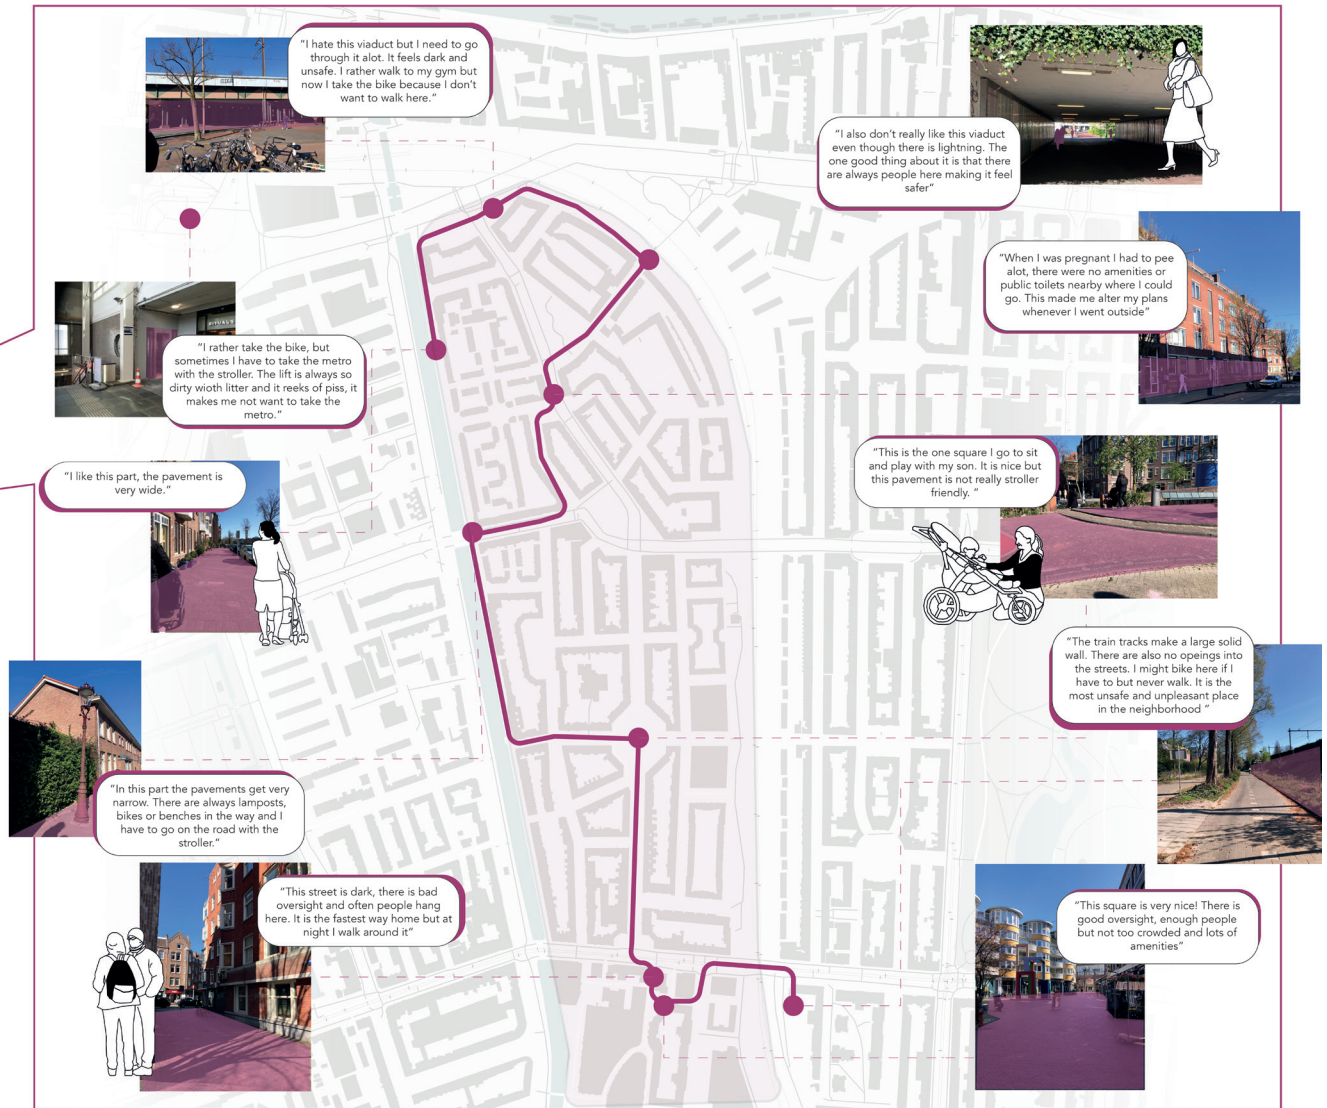 "I hate this viaduct but I need to go
through it alot. It feels dark and
unsafe. I rather walk to my gym but
now I take the bike because I don't
want to walk here."
"I also don't really like this viaduct
even though there is lightning. The
one good thing about it is that there
are always people here making it feel
safer"
"When I was pregnant I had to pee
alot, there were no amenities or
public toilets nearby where I could
go. This made me alter my plans
whenever I went outside"
RITUALS
"I rather take the bike, but
sometimes I have to take the metro
with the stroller. The lift is always so
dirty wioth litter and it reeks of piss, it
makes me not want to take the
metro."
"I like this part, the pavement is
very wide."
"This is the one square I go to sit
and play with my son. It is nice but
this pavement is not really stroller
friendly. "
"The train tracks make a large solid
wall. There are also no opeings into
the streets. I might bike here if I
have to but never walk. It is the
most unsafe and unpleasant place
in the neighborhood "
"In this part the pavements get very
narrow. There are always lamposts,
bikes or benches in the way and I
have to go on the road with the
stroller."
"This street is dark, there is bad
oversight and often people hang
here. It is the fastest way home but at
night I walk around it"
"This square is very nice! There is
good oversight, enough people
but not too crowded and lots of
amenities"